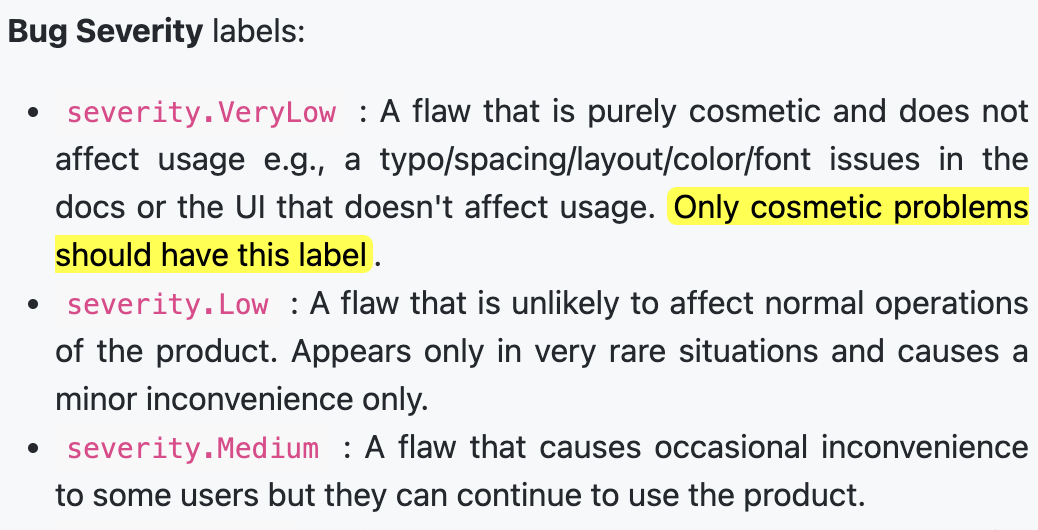 Bug Severity labels:
• severity.VeryLow : A flaw that is purely cosmetic and does not
affect usage e.g., a typo/spacing/layout/color/font issues in the
docs or the UI that doesn't affect usage. Only cosmetic problems
should have this label.
• severity.Low : A flaw that is unlikely to affect normal operations
of the product. Appears only in very rare situations and causes a
minor inconvenience only.
• severity.Medium : A flaw that causes occasional inconvenience
to some users but they can continue to use the product.